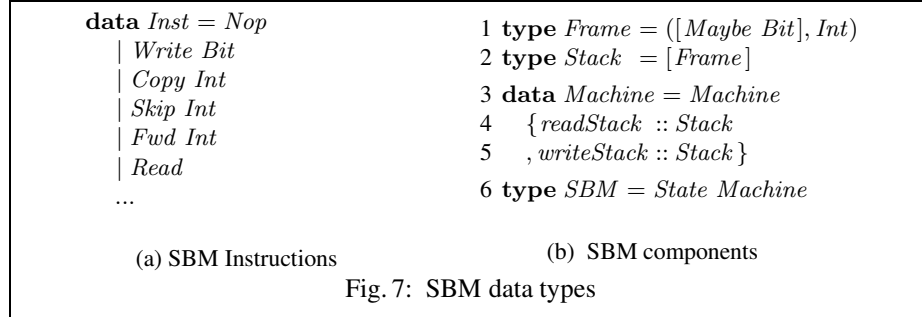 data Inst = Nop
| Write Bit
| Copy Int
| Skip Int
| Fwd Int
| Read
...
(a) SBM Instructions
1 type Frame = ([Maybe Bit], Int)
2 type Stack = [Frame]
3 data Machine = Machine
4 {readStack :: Stack
5 , writeStack :: Stack}
6 type SBM = State Machine
(b) SBM components
Fig. 7: SBM data types